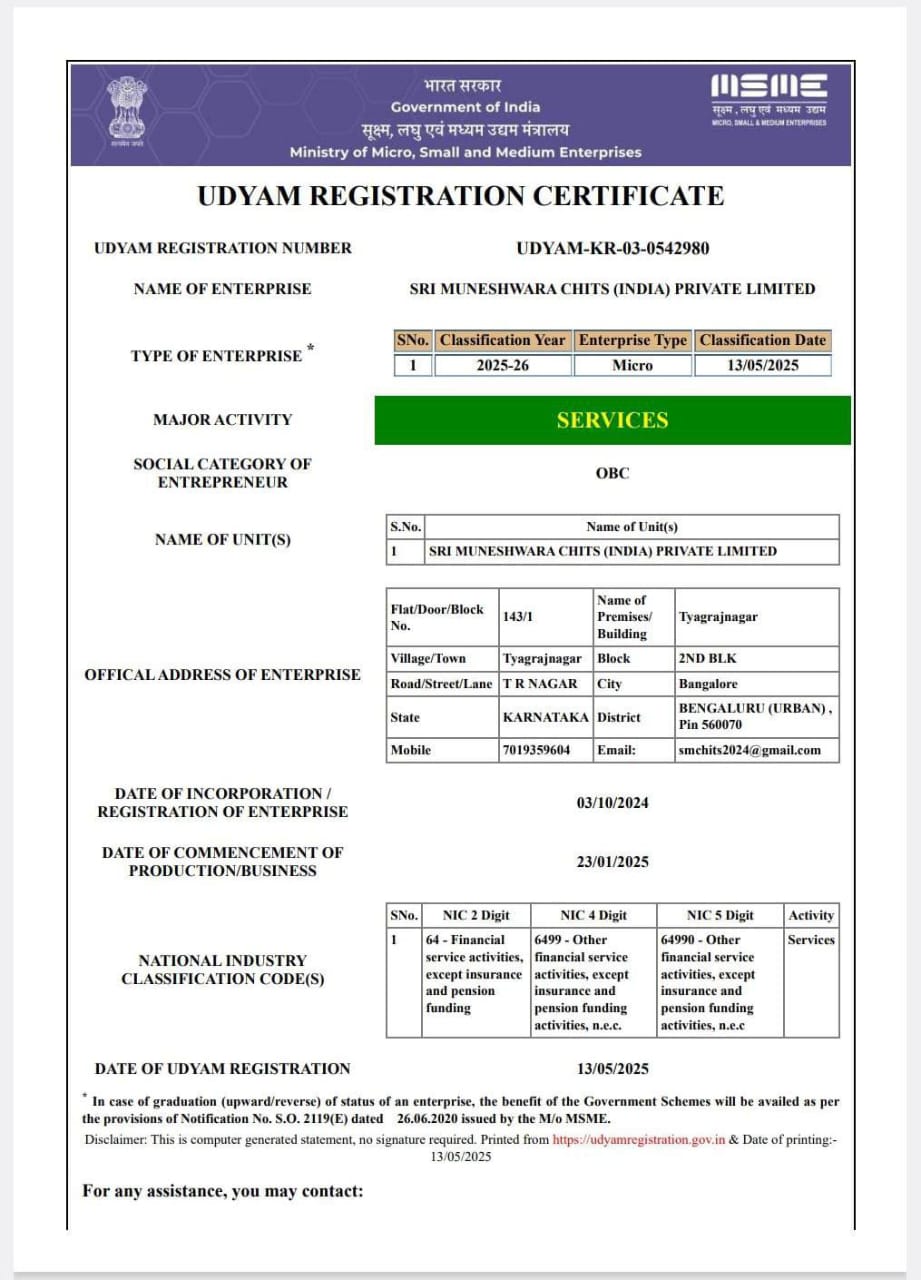 भारत सरकार
Government of India
सूक्ष्म, लघु एवं मध्यम उद्यम मंत्रालय
Ministry of Micro, Small and Medium Enterprises
सत्यमेव जयते
MSME
सूक्ष्म, लघु एवं मध्यम उद्यम
MICRO, SMALL & MEDIUM ENTERPRISES
UDYAM REGISTRATION CERTIFICATE
UDYAM REGISTRATION NUMBER UDYAM-KR-03-0542980
NAME OF ENTERPRISE SRI MUNESHWARA CHITS (INDIA) PRIVATE LIMITED
TYPE OF ENTERPRISE *
SNo. Classification Year Enterprise Type Classification Date
1 2025-26 Micro 13/05/2025
MAJOR ACTIVITY SERVICES
SOCIAL CATEGORY OF
ENTREPRENEUR
OBC
NAME OF UNIT(S)
S.No. Name of Unit(s)
1 SRI MUNESHWARA CHITS (INDIA) PRIVATE LIMITED
OFFICAL ADDRESS OF ENTERPRISE
Flat/Door/Block
No.
143/1
Name of
Premises/
Building
Tyagrajnagar
Village/Town Tyagrajnagar Block 2ND BLK
Road/Street/Lane T R NAGAR City Bangalore
State KARNATAKA District BENGALURU (URBAN) ,
Pin 560070
Mobile 7019359604 Email: smchits2024@gmail.com
DATE OF INCORPORATION /
REGISTRATION OF ENTERPRISE
03/10/2024
DATE OF COMMENCEMENT OF
PRODUCTION/BUSINESS
23/01/2025
NATIONAL INDUSTRY
CLASSIFICATION CODE(S)
SNo. NIC 2 Digit NIC 4 Digit NIC 5 Digit Activity
1
64 - Financial
service activities,
except insurance
and pension
funding
6499 - Other
financial service
activities, except
insurance and
pension funding
activities, n.e.c.
64990 - Other
financial service
activities, except
insurance and
pension funding
activities, n.e.c
Services
DATE OF UDYAM REGISTRATION 13/05/2025
* In case of graduation (upward/reverse) of status of an enterprise, the benefit of the Government Schemes will be availed as per
the provisions of Notification No. S.O. 2119(E) dated 26.06.2020 issued by the M/o MSME.
Disclaimer: This is computer generated statement, no signature required. Printed from https://udyamregistration.gov.in & Date of printing:-
13/05/2025
For any assistance, you may contact: